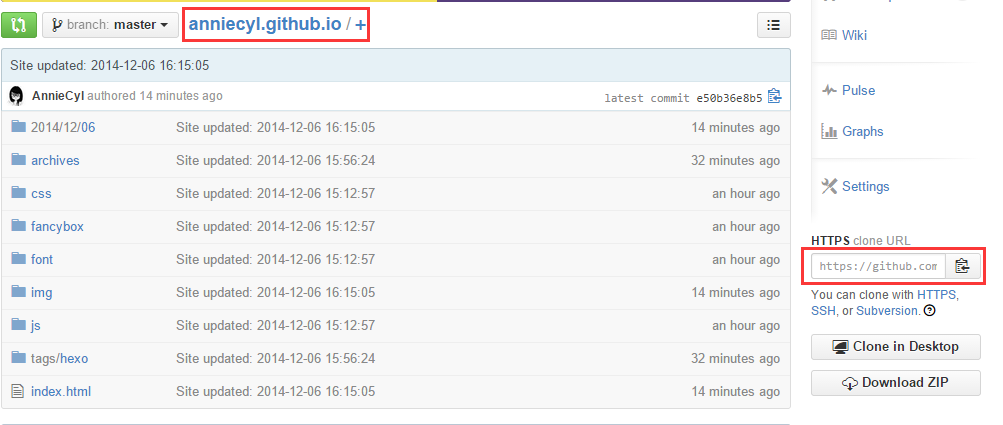 branch: master
anniecyl.github.io / +
Site updated: 2014-12-06 16:15:05
AnnieCyl authored 14 minutes ago
latest commit e50b36e8b5
2014/12/06 Site updated: 2014-12-06 16:15:05 14 minutes ago
archives Site updated: 2014-12-06 15:56:24 32 minutes ago
css Site updated: 2014-12-06 15:12:57 an hour ago
fancybox Site updated: 2014-12-06 15:12:57 an hour ago
font Site updated: 2014-12-06 15:12:57 an hour ago
img Site updated: 2014-12-06 16:15:05 14 minutes ago
js Site updated: 2014-12-06 15:12:57 an hour ago
tags/hexo Site updated: 2014-12-06 15:56:24 32 minutes ago
index.html Site updated: 2014-12-06 16:15:05 14 minutes ago
Wiki
Pulse
Graphs
Settings
HTTPS clone URL
https://github.com
You can clone with HTTPS,
SSH, or Subversion. ?
Clone in Desktop
Download ZIP